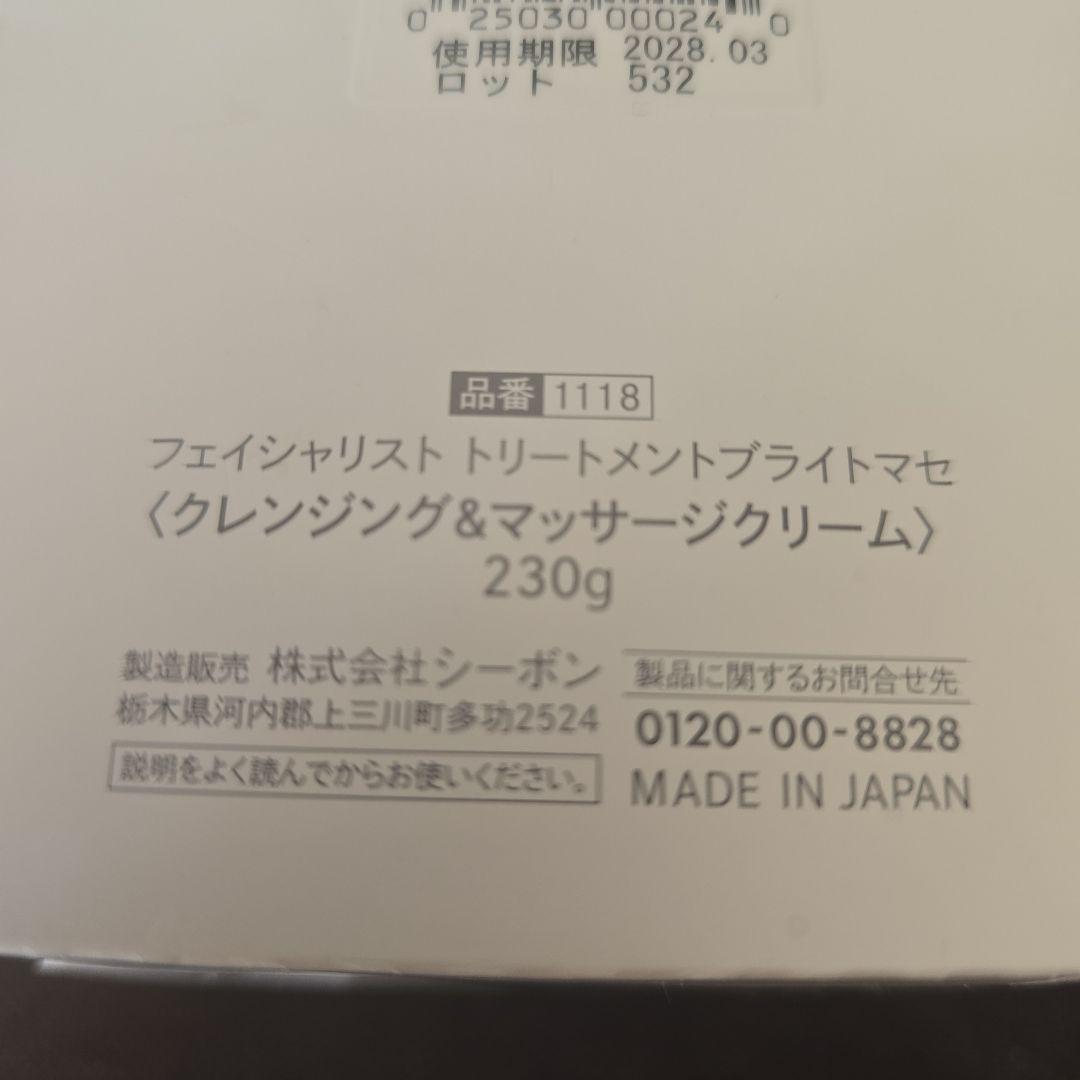 0 25030 00024 0
使用期限 2028. 03
ロット 532
品番 1118
フェイシャリスト トリートメントブライトマセ
〈クレンジング&マッサージクリーム〉
230g
製造販売 株式会社シーボン
栃木県河内郡上三川町多功2524
説明をよく読んでからお使いください。
製品に関するお問合せ先
0120-00-8828
MADE IN JAPAN